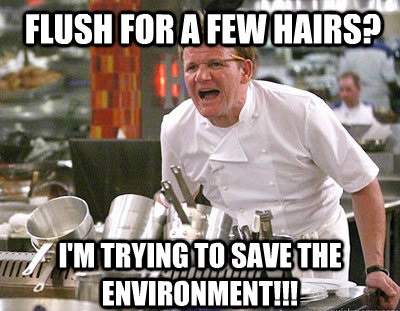 FLUSH FOR A FEW HAIRS?
I'M TRYING TO SAVE THE
ENVIRONMENT!!!